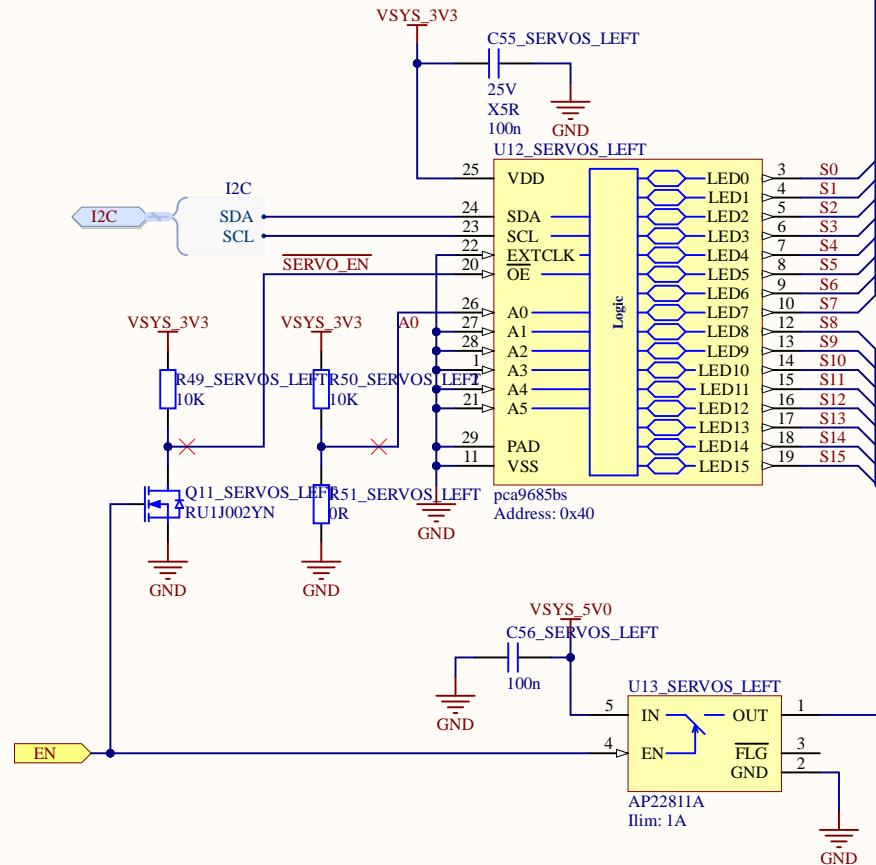 VSYS_3V3
C55_SERVOS_LEFT
25V
X5R
100n
GND
U12_SERVOS_LEFT
25 VDD LED0 3 S0
LED1 4 S1
I2C
I2C SDA 24 SDA LED2 5 S2
SCL 23 SCL LED3 6 S3
22 EXTCLK LED4 7 S4
SERVO_EN 20 OE LED5 8 S5
LED6 9 S6
26 A0 LED7 10 S7
VSYS_3V3 VSYS_3V3 A0 27 A1 LED8 12 S8
28 A2 LED9 13 S9
1 A3 LED10 14 S10
2 A4 LED11 15 S11
21 A5 LED12 16 S12
LED13 17 S13
29 PAD LED14 18 S14
11 VSS LED15 19 S15
Logic
R49_SERVOS_LEFT R50_SERVOS_LEFT
10K 10K
Q11_SERVOS_LEFT R51_SERVOS_LEFT
RU1J002YN 0R
GND GND GND
pca9685bs
Address: 0x40
VSYS_5V0
C56_SERVOS_LEFT
100n
GND
U13_SERVOS_LEFT
5 IN OUT 1
EN 4 EN FLG 3
GND 2
AP22811A
Ilim: 1A
GND